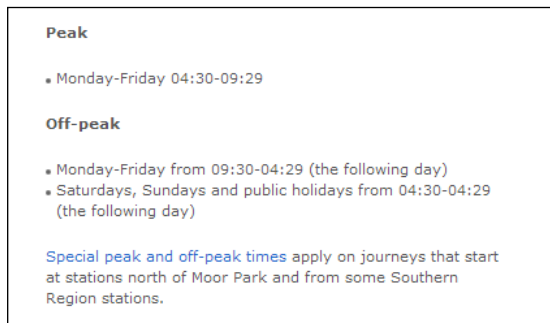 Peak
• Monday-Friday 04:30-09:29
Off-peak
• Monday-Friday from 09:30-04:29 (the following day)
• Saturdays, Sundays and public holidays from 04:30-04:29
(the following day)
Special peak and off-peak times apply on journeys that start
at stations north of Moor Park and from some Southern
Region stations.